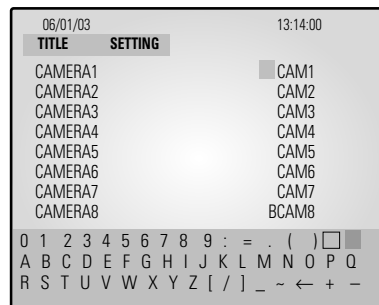 06/01/03 13:14:00
TITLE SETTING
CAMERA1 CAM1
CAMERA2 CAM2
CAMERA3 CAM3
CAMERA4 CAM4
CAMERA5 CAM5
CAMERA6 CAM6
CAMERA7 CAM7
CAMERA8 BCAM8
0 1 2 3 4 5 6 7 8 9 : = . ( )
A B C D E F G H I J K L M N O P Q
R S T U V W X Y Z [ / ] _ ~ ← + −